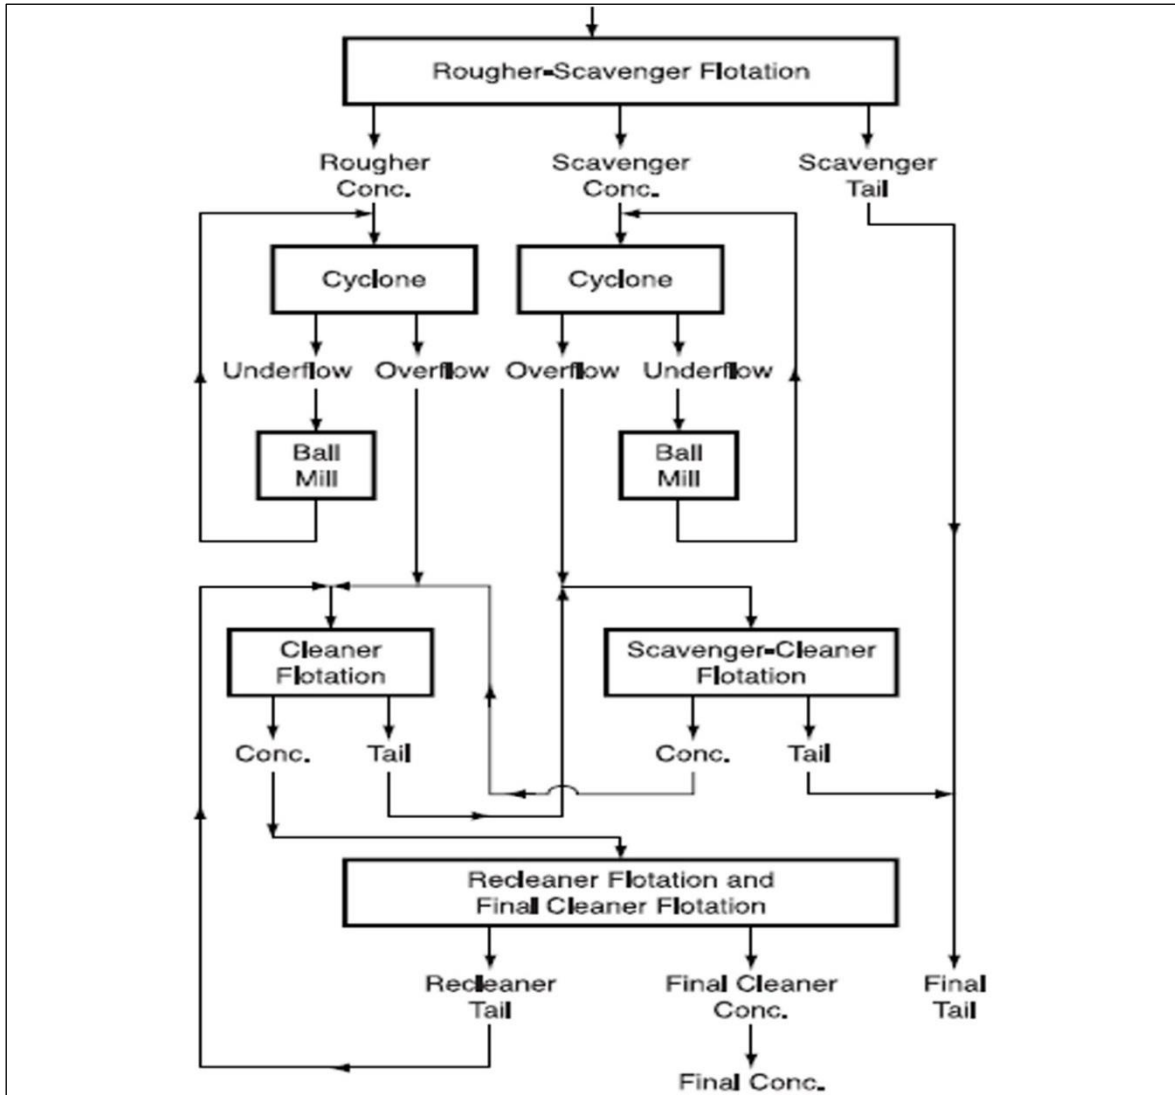 Rougher-Scavenger Flotation
Rougher
Conc.
Scavenger
Conc.
Scavenger
Tail
Cyclone
Cyclone
Underflow
Overflow
Overflow
Underflow
Ball
Mill
Ball
Mill
Cleaner
Flotation
Scavenger-Cleaner
Flotation
Conc.
Tail
Conc.
Tail
Recleaner Flotation and
Final Cleaner Flotation
Recleaner
Tail
Final Cleaner
Conc.
Final
Tail
Final Conc.